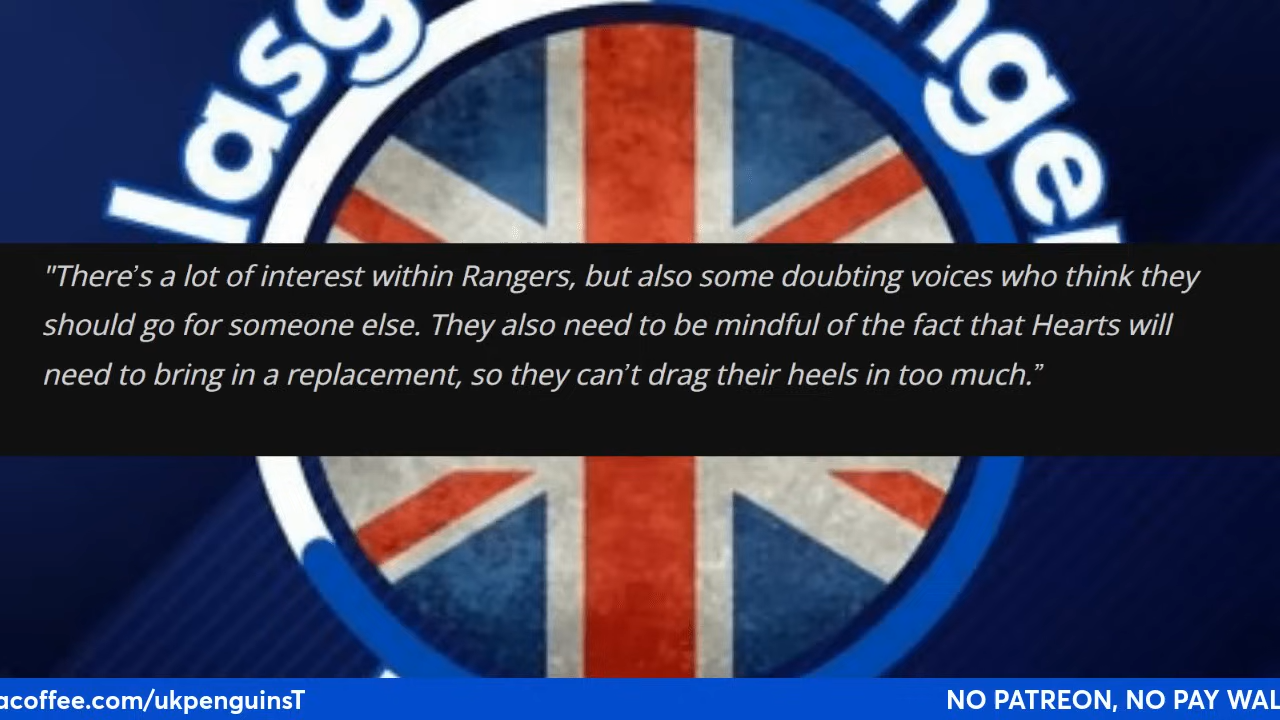 lasg
nger
"There’s a lot of interest within Rangers, but also some doubting voices who think they
should go for someone else. They also need to be mindful of the fact that Hearts will
need to bring in a replacement, so they can’t drag their heels in too much.”
acoffee.com/ukpenguinsT
NO PATREON, NO PAY WAL